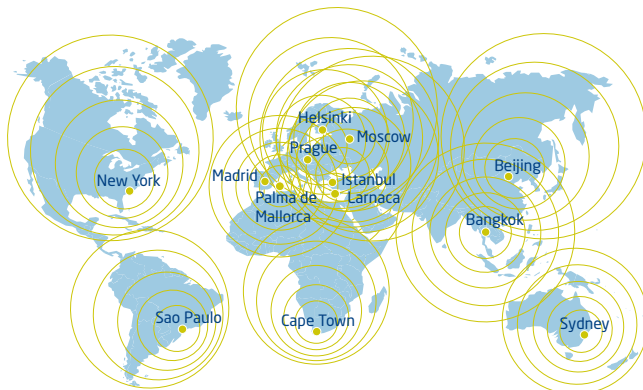 Helsinki
Moscow
Prague
Madrid
Istanbul
Palma de
Mallorca
Larnaca
New York
Beijing
Bangkok
Sao Paulo
Cape Town
Sydney